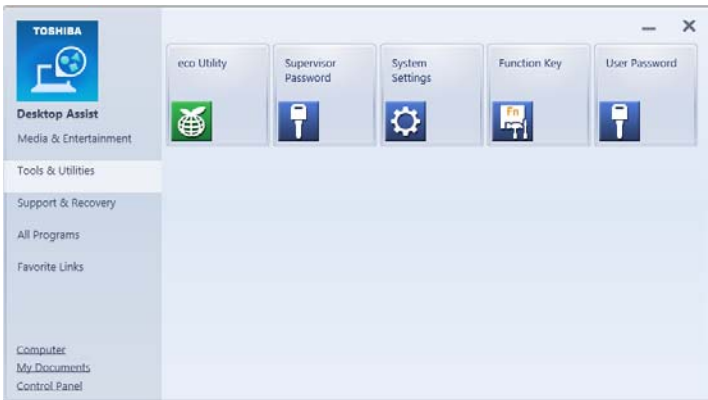 TOSHIBA
Desktop Assist
Media & Entertainment
Tools & Utilities
Support & Recovery
All Programs
Favorite Links
Computer
My Documents
Control Panel
eco Utility
Supervisor
Password
System
Settings
Function Key
Fn
User Password